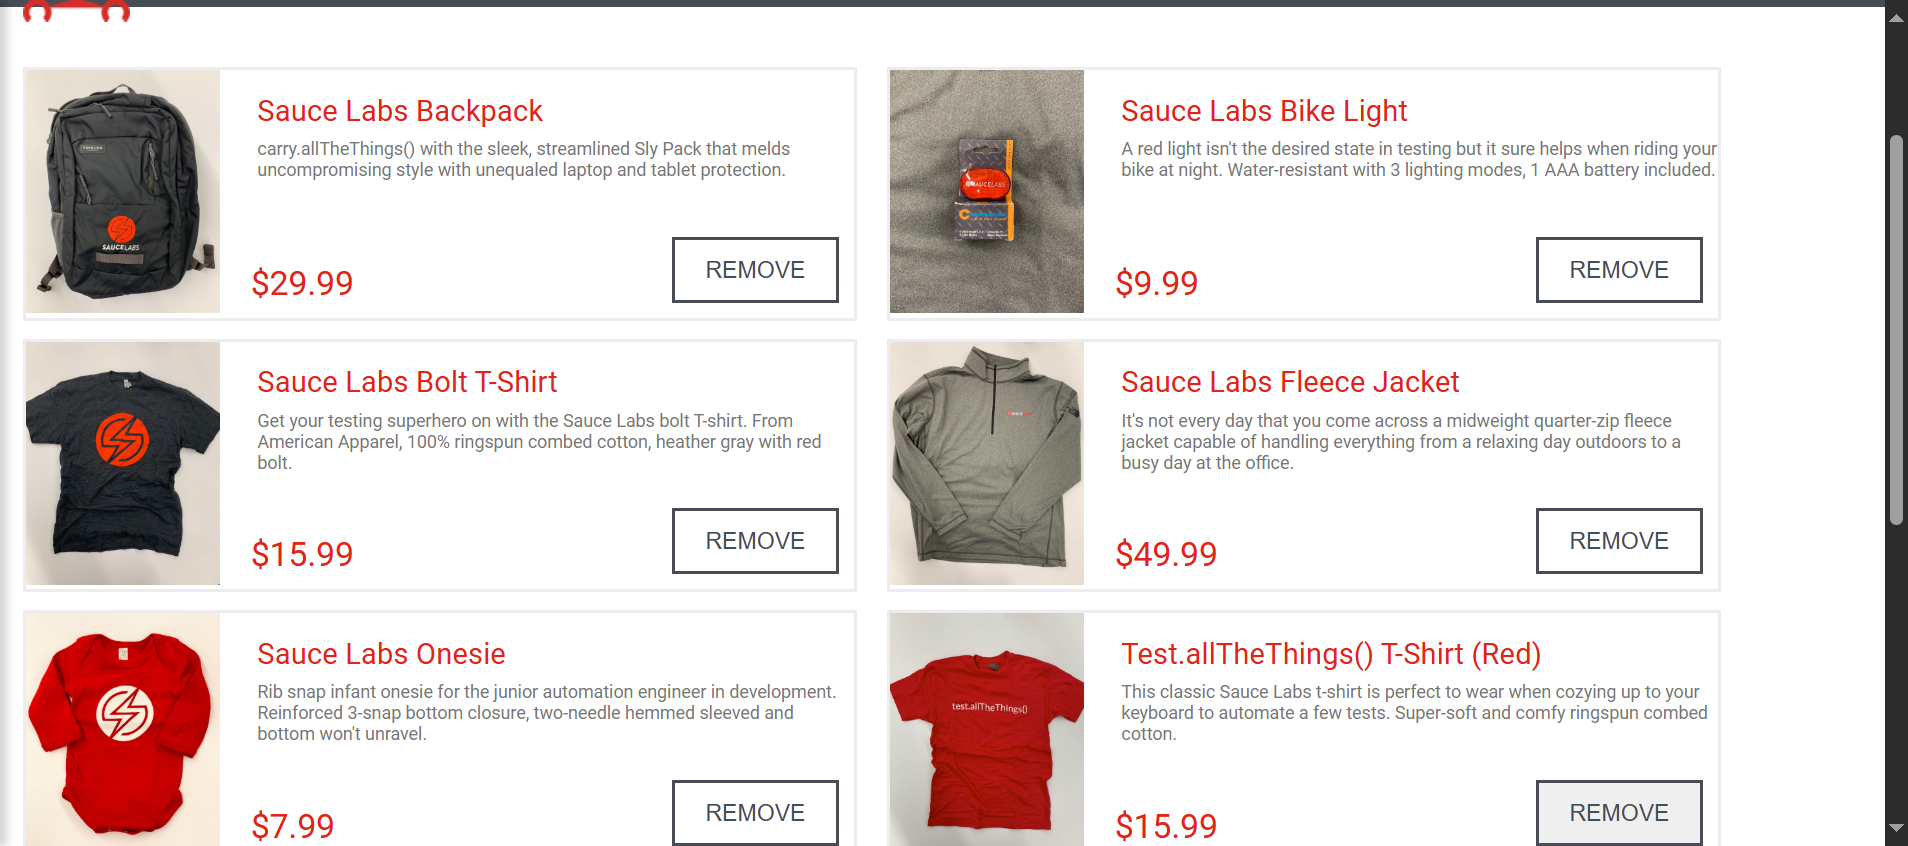 Sauce Labs Backpack
carry.allTheThings() with the sleek, streamlined Sly Pack that melds
uncompromising style with unequaled laptop and tablet protection.
SAUCELABS
$29.99
REMOVE
Sauce Labs Bike Light
A red light isn't the desired state in testing but it sure helps when riding your
bike at night. Water-resistant with 3 lighting modes, 1 AAA battery included.
SAUCELABS
$9.99
REMOVE
Sauce Labs Bolt T-Shirt
Get your testing superhero on with the Sauce Labs bolt T-shirt. From
American Apparel, 100% ringspun combed cotton, heather gray with red
bolt.
$15.99
REMOVE
Sauce Labs Fleece Jacket
It's not every day that you come across a midweight quarter-zip fleece
jacket capable of handling everything from a relaxing day outdoors to a
busy day at the office.
$49.99
REMOVE
Sauce Labs Onesie
Rib snap infant onesie for the junior automation engineer in development.
Reinforced 3-snap bottom closure, two-needle hemmed sleeved and
bottom won't unravel.
$7.99
REMOVE
Test.allTheThings() T-Shirt (Red)
This classic Sauce Labs t-shirt is perfect to wear when cozying up to your
keyboard to automate a few tests. Super-soft and comfy ringspun combed
cotton.
test.allTheThings()
$15.99
REMOVE